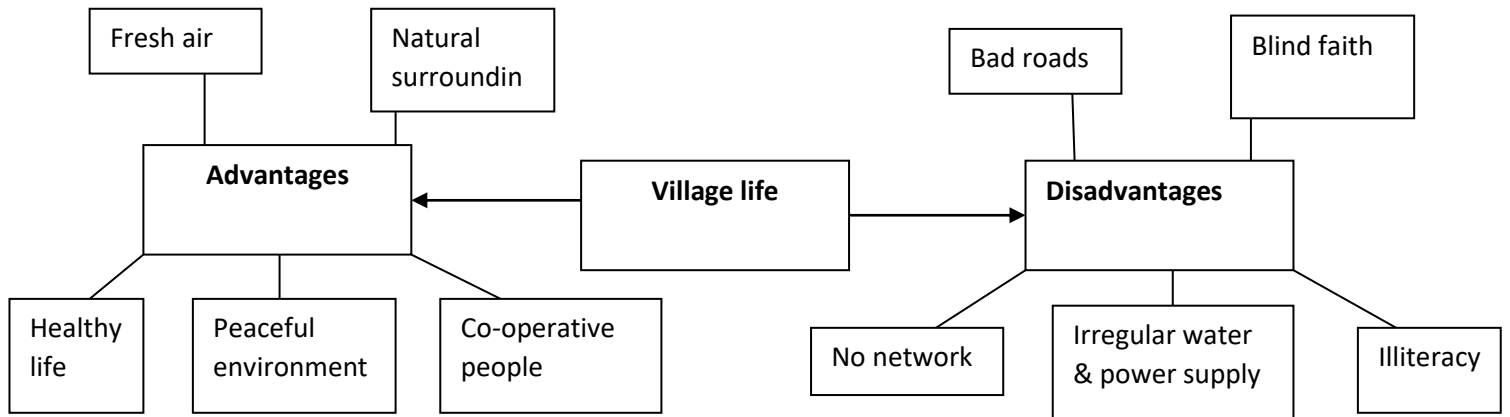 Fresh air
Natural
surroundin
Bad roads
Blind faith
Advantages
Village life
Disadvantages
Healthy
life
Peaceful
environment
Co-operative
people
No network
Irregular water
& power supply
Illiteracy